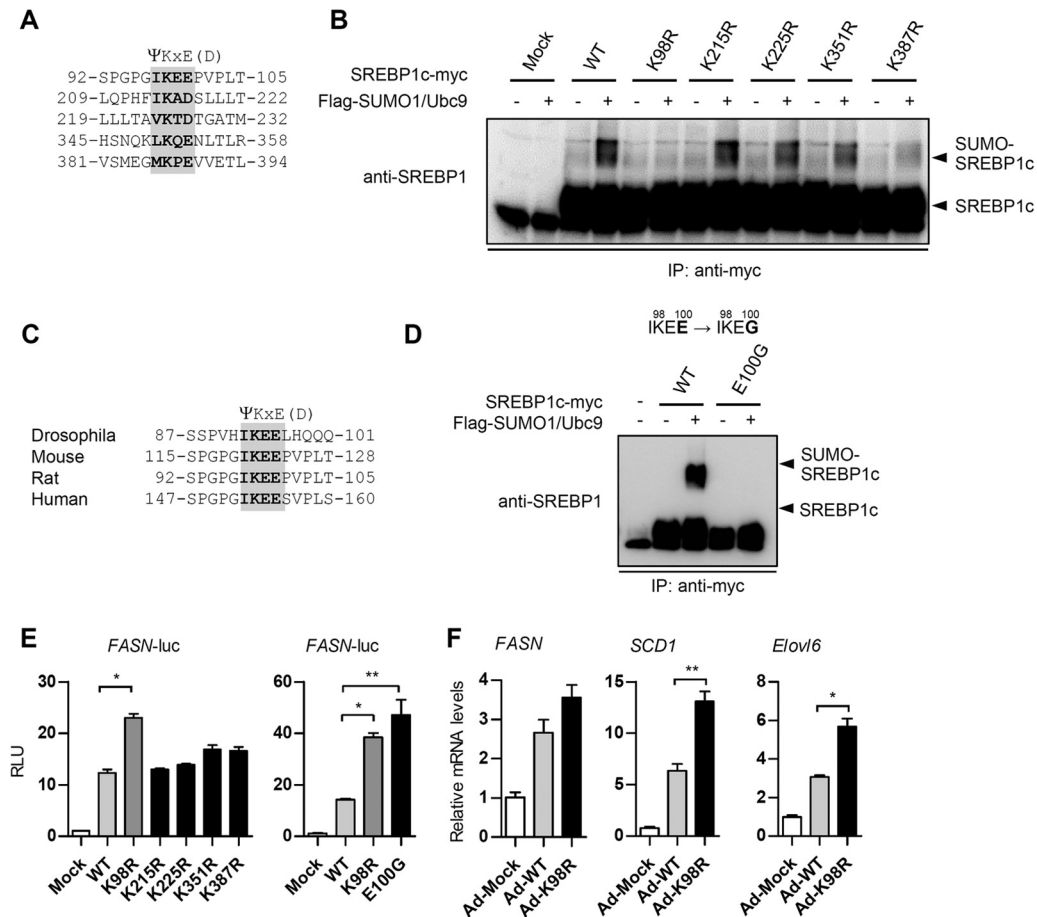 A
ΨKxE(D)
92-SPGPGIKEEPVPLT-105
209-LQPHFIKADSLLLT-222
219-LLLTAVKTDTGATM-232
345-HSNQKLKQENLTLR-358
381-VSMEGMKPEVVETL-394
B
Mock WT K98R K215R K225R K351R K387R
SREBP1c-myc
Flag-SUMO1/Ubc9 - + - + - + - + - + - + - +
anti-SREBP1
SUMO-
SREBP1c
SREBP1c
IP: anti-myc
C
ΨKxE(D)
Drosophila 87-SSPVHIKEELHQQQ-101
Mouse 115-SPGPGIKEEPVPLT-128
Rat 92-SPGPGIKEEPVPLT-105
Human 147-SPGPGIKEESVPLS-160
D
98 100 98 100
IKEE → IKEG
WT E100G
SREBP1c-myc -
Flag-SUMO1/Ubc9 - - + - +
anti-SREBP1
SUMO-
SREBP1c
SREBP1c
IP: anti-myc
E
FASN-luc
RLU
30
20
10
0
*
Mock WT K98R K215R K225R K351R K387R
FASN-luc
60
40
20
0
**
*
Mock WT K98R E100G
F
FASN
Relative mRNA levels
4
3
2
1
0
Ad-Mock Ad-WT Ad-K98R
SCD1
15
10
5
0
**
Ad-Mock Ad-WT Ad-K98R
Elovl6
8
6
4
2
0
*
Ad-Mock Ad-WT Ad-K98R